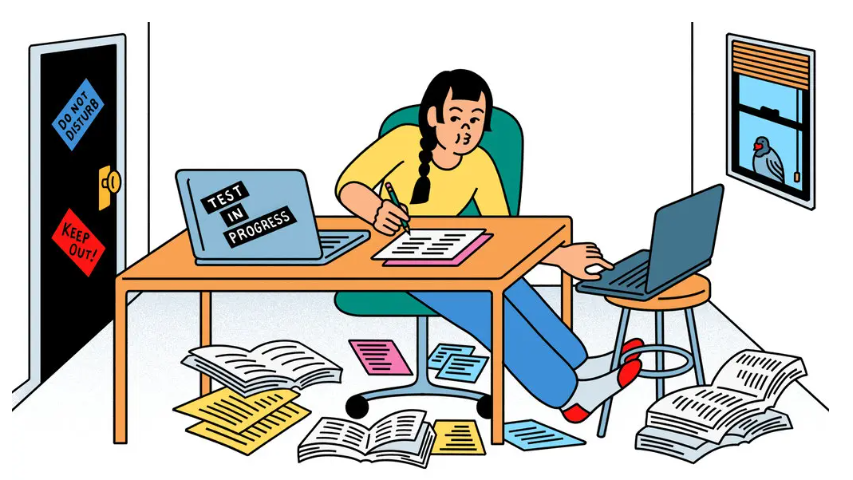 DO NOT
DISTURB
KEEP
OUT!
TEST
IN
PROGRESS